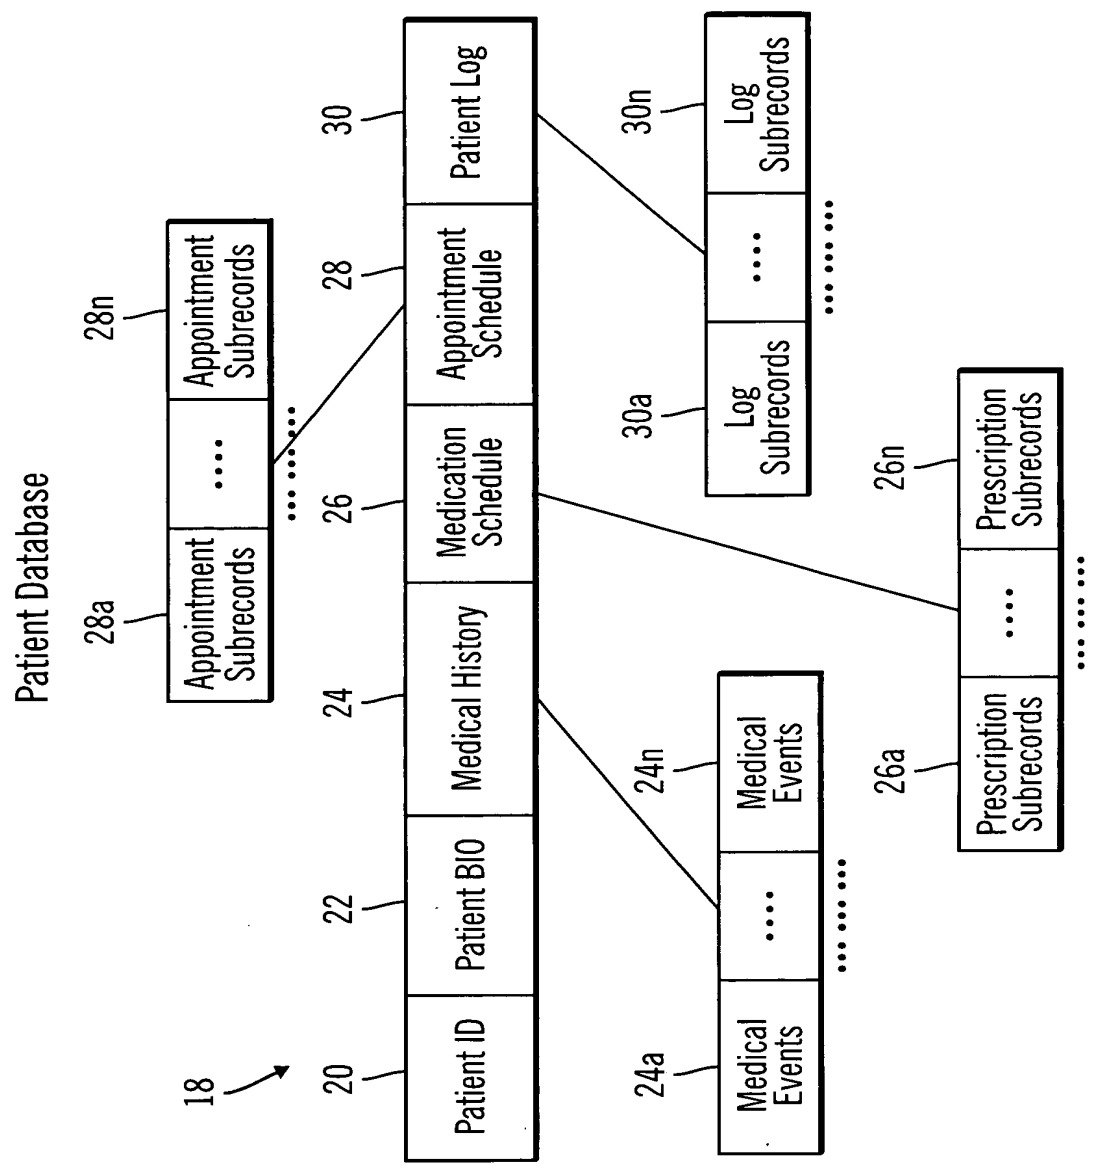 Patient Database
28a
28n
Appointment
Subrecords
....
Appointment
Subrecords
... ... ...
18
20
22
24
26
28
30
Patient ID
Patient BIO
Medical History
Medication
Schedule
Appointment
Schedule
Patient Log
30a
30n
Log
Subrecords
....
Log
Subrecords
... ... ...
24a
24n
Medical
Events
....
Medical
Events
... ... ...
26a
26n
Prescription
Subrecords
....
Prescription
Subrecords
... ... ...